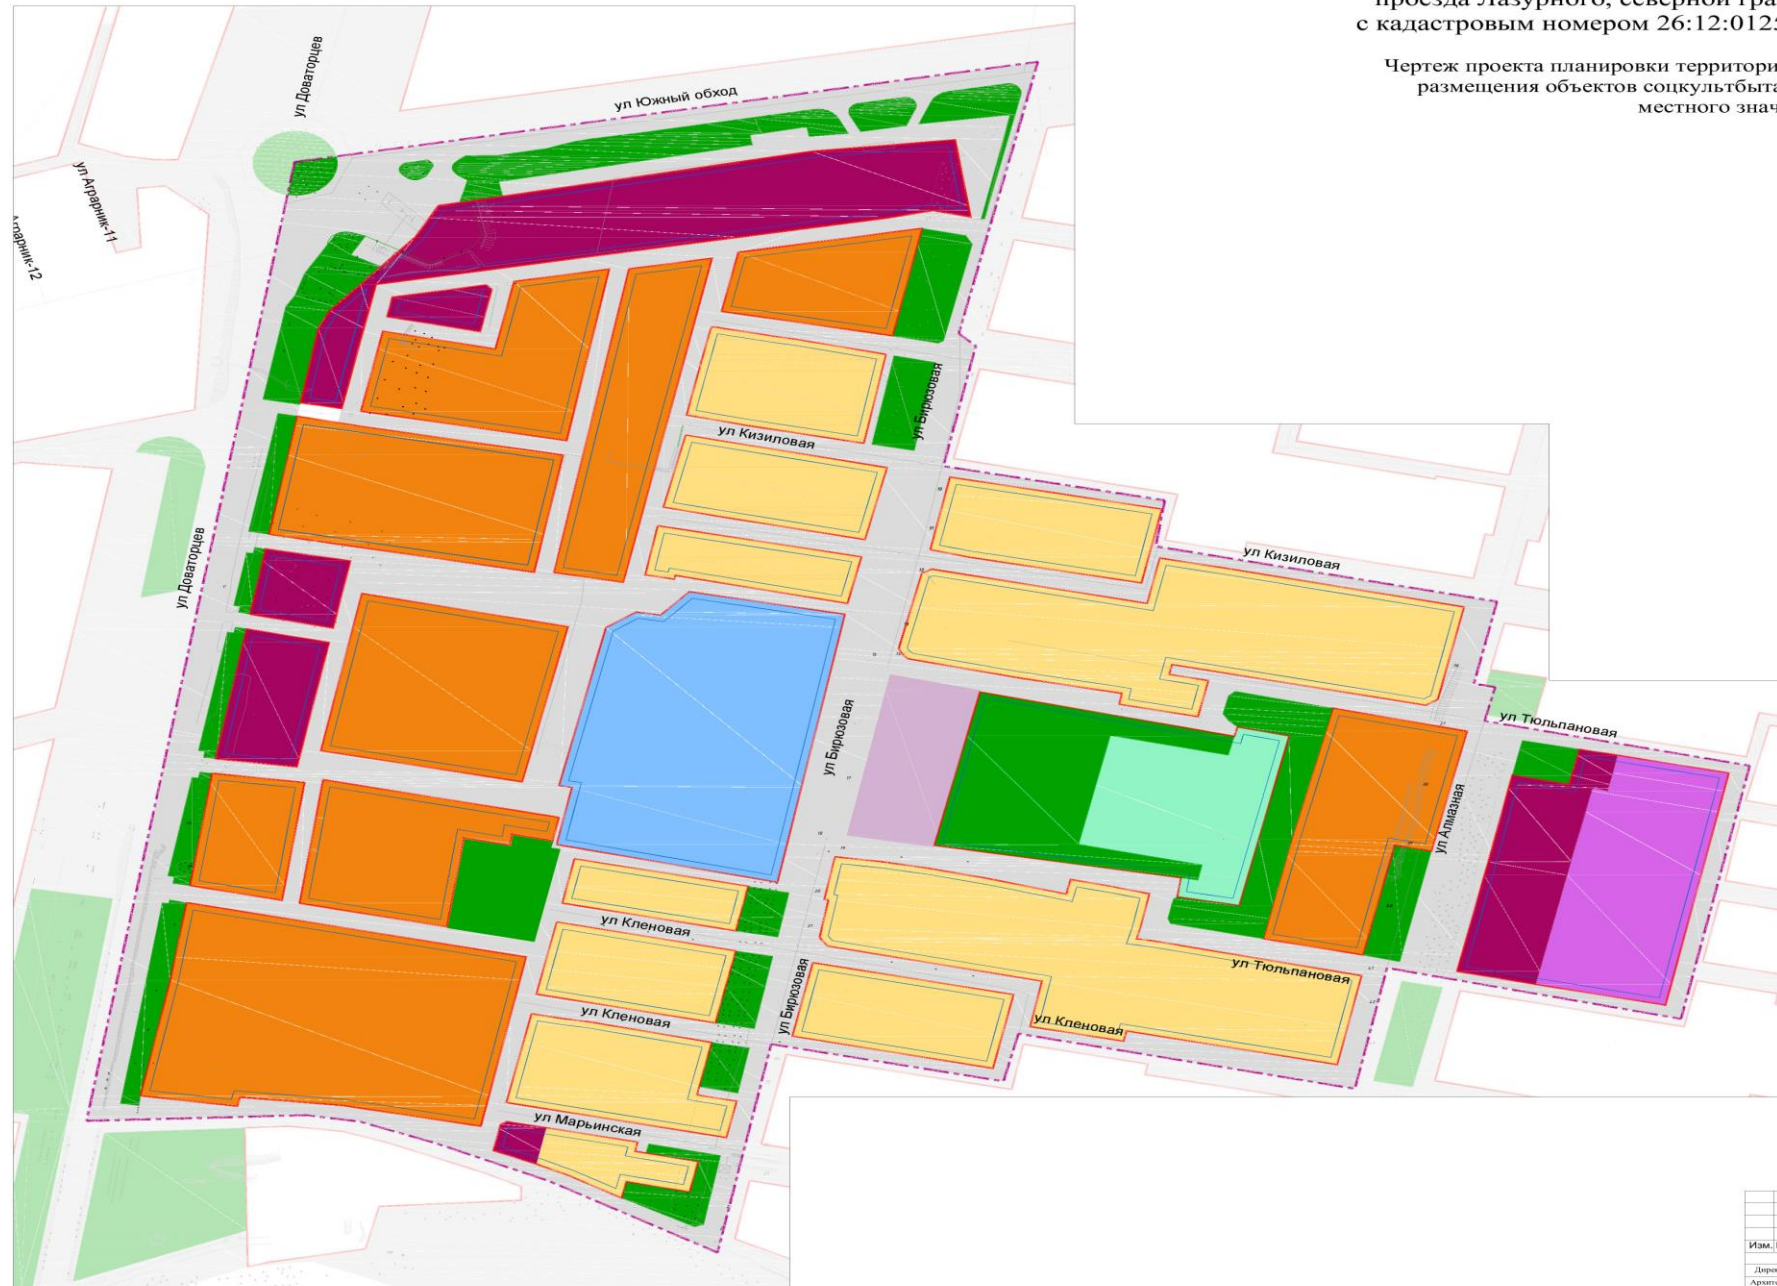 проезда Лазурного, северной гра
с кадастровым номером 26:12:012
Чертеж проекта планировки территори
размещения объектов соцкультбыта
местного знач
ул Доваторцев
ул Южный обход
ул Аграрник-11
Аграрник-12
ул Бирюзовая
ул Кизиловая
ул Кизиловая
ул Доваторцев
ул Тюльпановая
ул Бирюзовая
ул Алмазная
ул Кленовая
ул Тюльпановая
ул Бирюзовая
ул Кленовая
ул Кленовая
ул Марьинская
Изм.